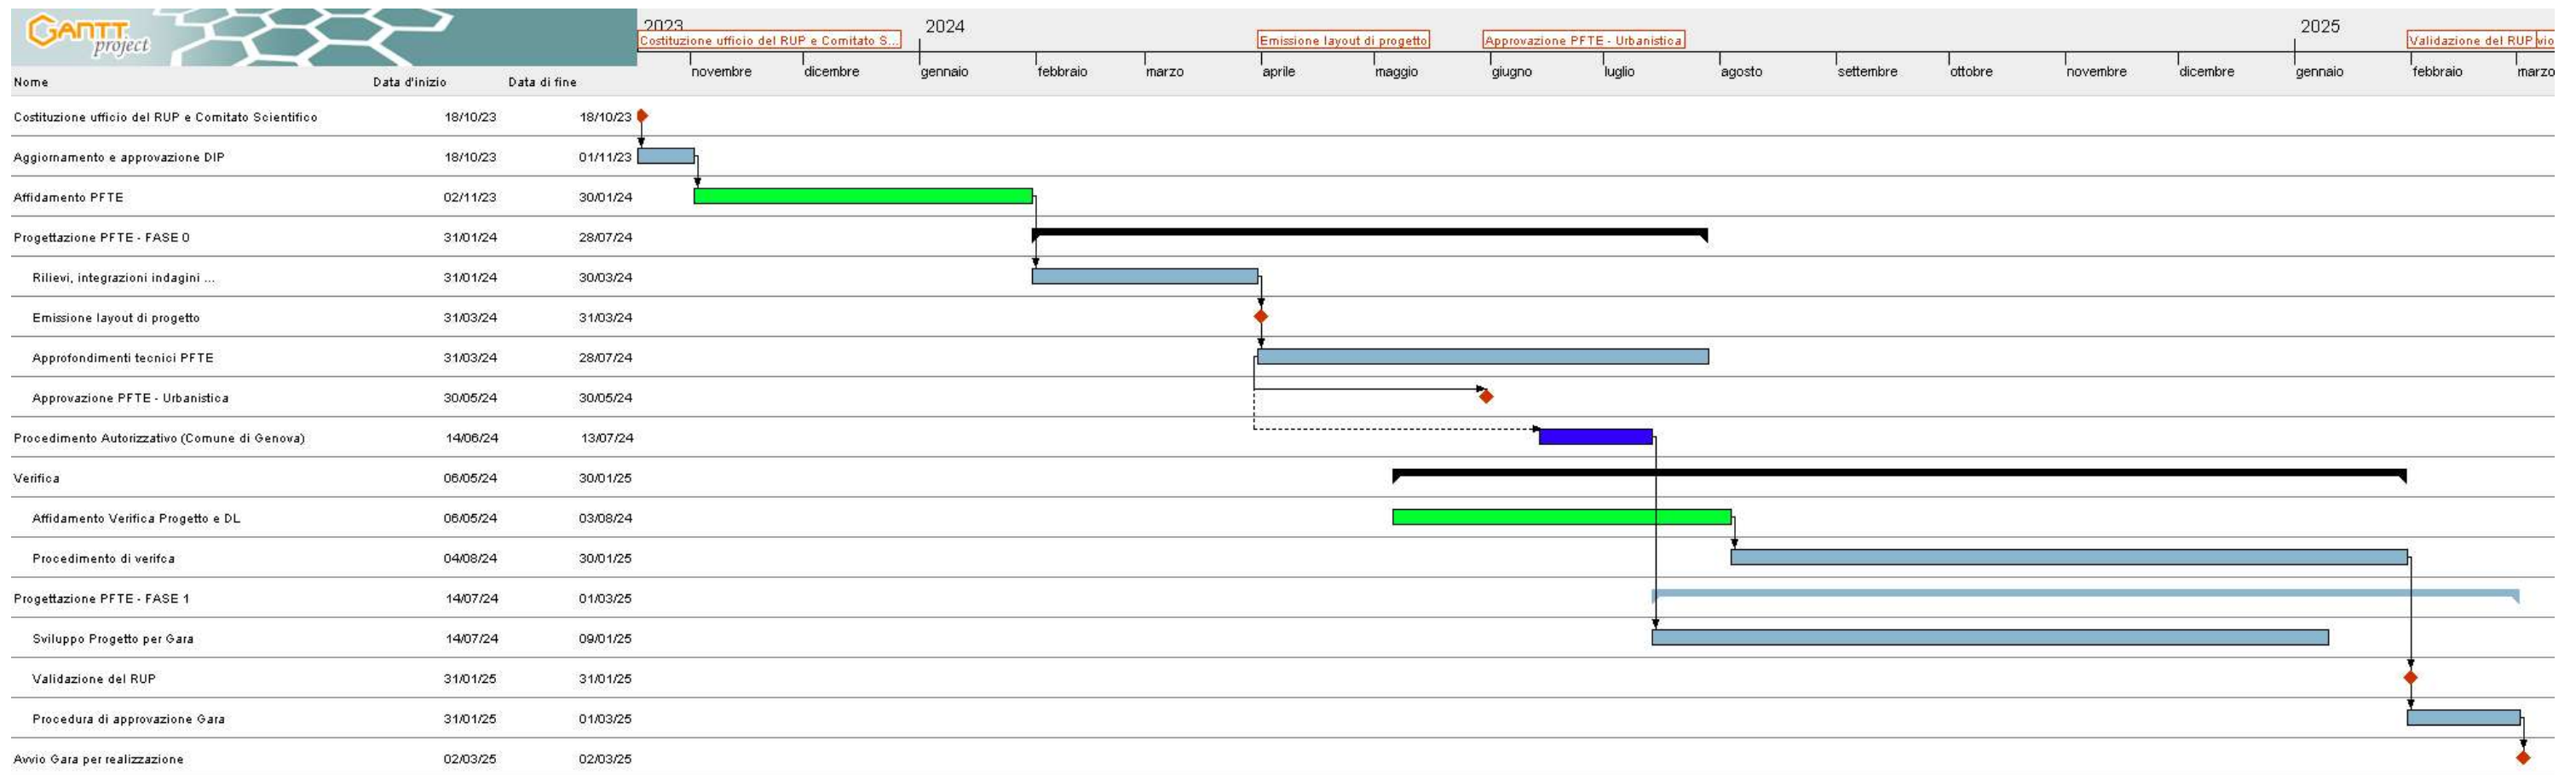 GANTT
project
2023
2024
2025
Costituzione ufficio del RUP e Comitato S...
Emissione layout di progetto
Approvazione PFTE - Urbanistica
Validazione del RUP
novembre dicembre gennaio febbraio marzo aprile maggio giugno luglio agosto settembre ottobre novembre dicembre gennaio febbraio marzo
Nome Data d'inizio Data di fine
Costituzione ufficio del RUP e Comitato Scientifico 18/10/23 18/10/23
Aggiornamento e approvazione DIP 18/10/23 01/11/23
Affidamento PFTE 02/11/23 30/01/24
Progettazione PFTE - FASE 0 31/01/24 28/07/24
Rilievi, integrazioni indagini ... 31/01/24 30/03/24
Emissione layout di progetto 31/03/24 31/03/24
Approfondimenti tecnici PFTE 31/03/24 28/07/24
Approvazione PFTE - Urbanistica 30/05/24 30/05/24
Procedimento Autorizzativo (Comune di Genova) 14/06/24 13/07/24
Verifica 06/05/24 30/01/25
Affidamento Verifica Progetto e DL 06/05/24 03/08/24
Procedimento di verifca 04/08/24 30/01/25
Progettazione PFTE - FASE 1 14/07/24 01/03/25
Sviluppo Progetto per Gara 14/07/24 09/01/25
Validazione del RUP 31/01/25 31/01/25
Procedura di approvazione Gara 31/01/25 01/03/25
Avvio Gara per realizzazione 02/03/25 02/03/25